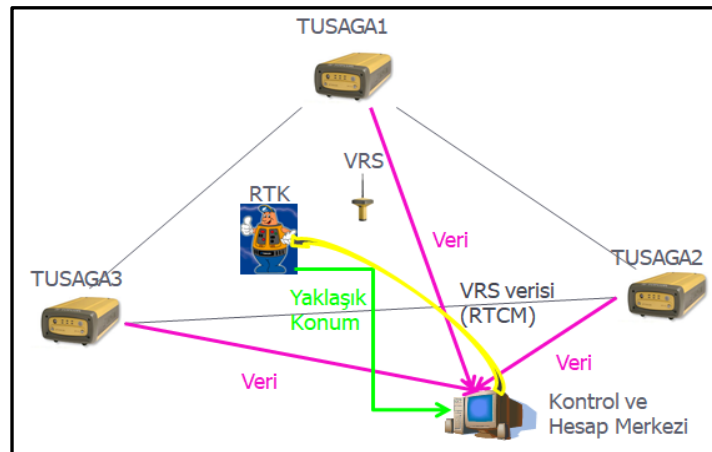 TUSAGA1
VRS
RTK
Veri
TUSAGA2
TUSAGA3
Yaklaşık
Konum
VRS verisi
(RTCM)
Veri
Veri
Kontrol ve
Hesap Merkezi